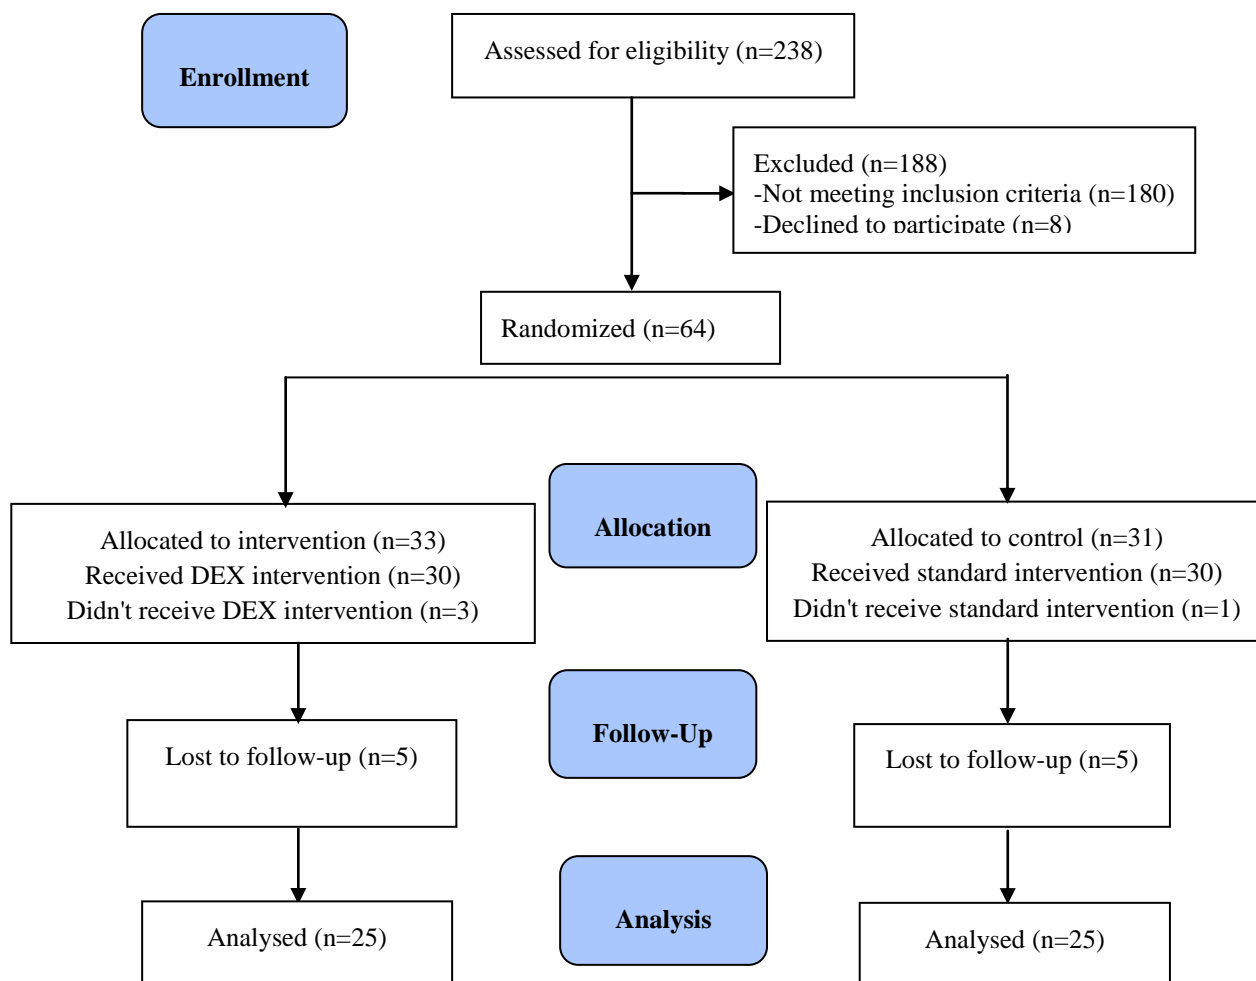 Assessed for eligibility (n=238)
Enrollment
Excluded (n=188)
-Not meeting inclusion criteria (n=180)
-Declined to participate (n=8)
Randomized (n=64)
Allocation
Allocated to intervention (n=33)
Received DEX intervention (n=30)
Didn't receive DEX intervention (n=3)
Allocated to control (n=31)
Received standard intervention (n=30)
Didn't receive standard intervention (n=1)
Follow-Up
Lost to follow-up (n=5)
Lost to follow-up (n=5)
Analysis
Analysed (n=25)
Analysed (n=25)